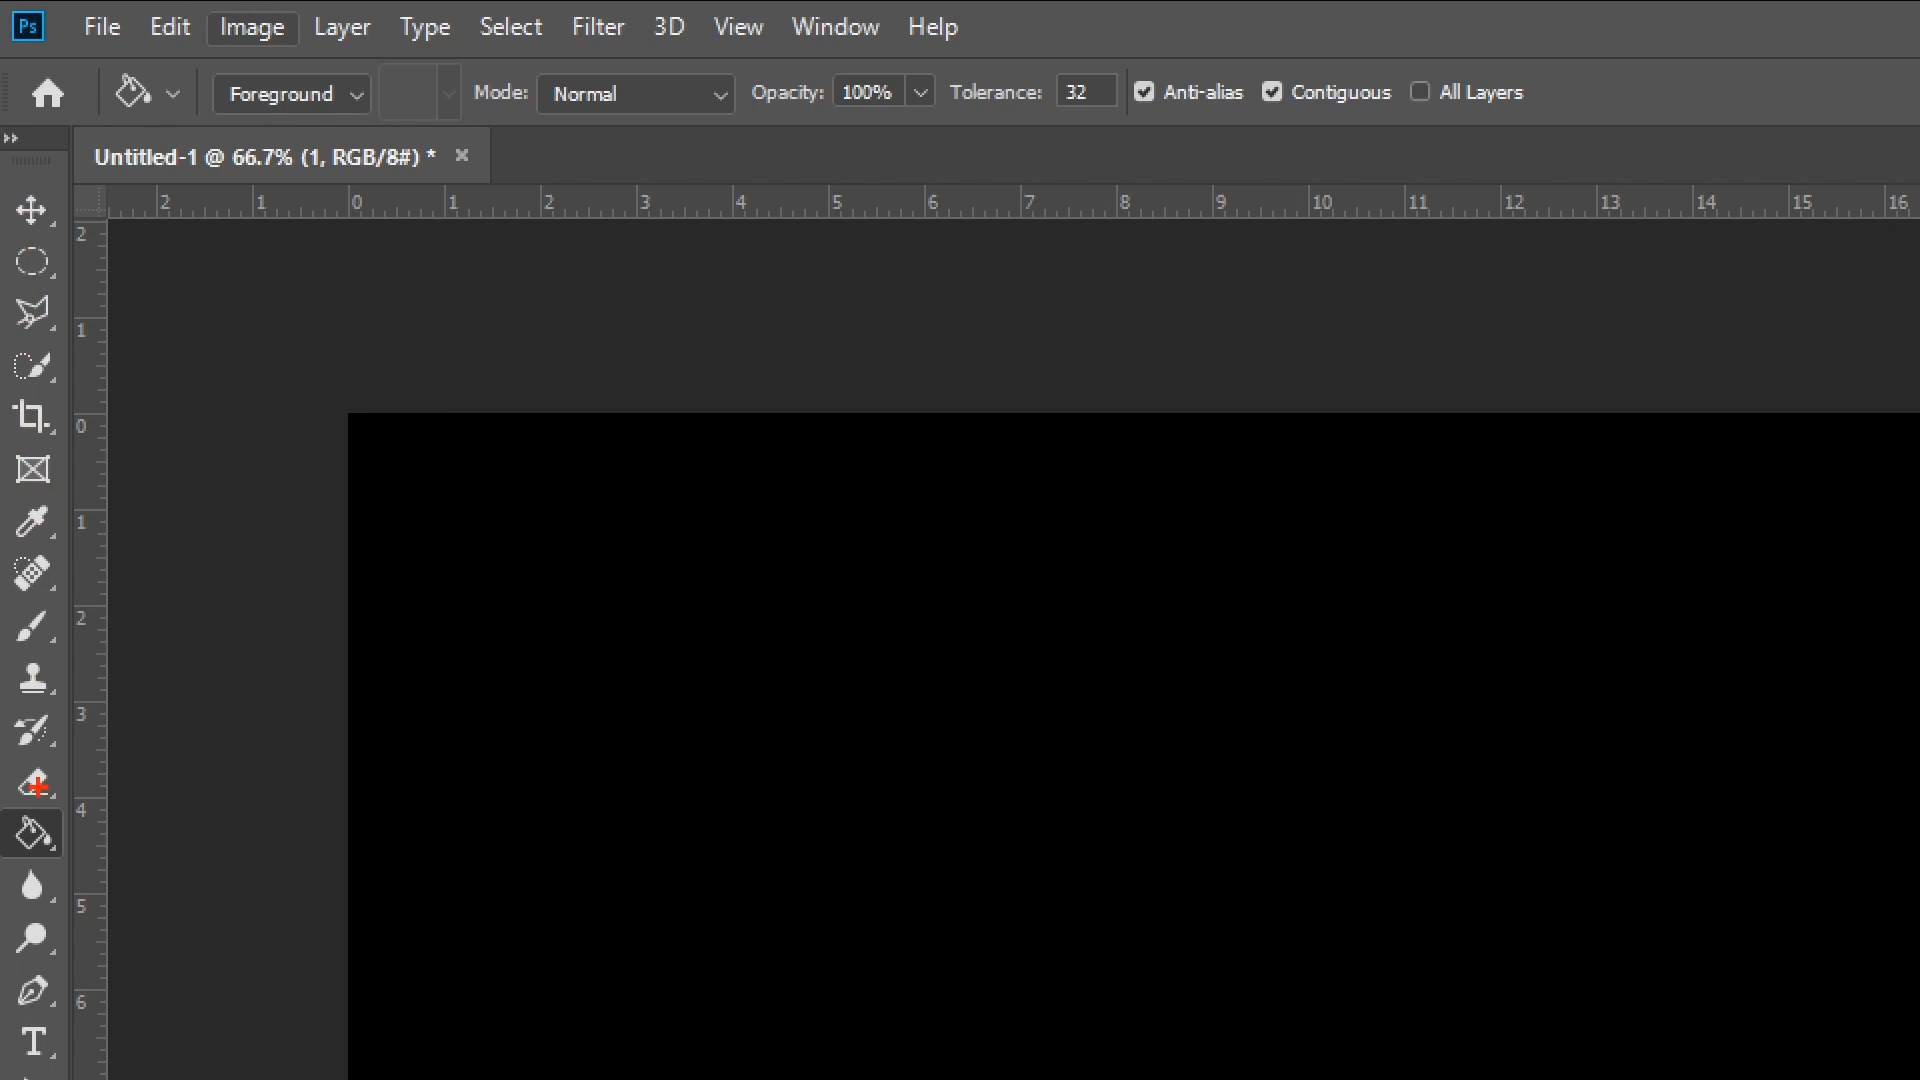 Ps File Edit Image Layer Type Select Filter 3D View Window Help
Foreground Mode: Normal Opacity: 100% Tolerance: 32 Anti-alias Contiguous All Layers
Untitled-1 @ 66.7% (1, RGB/8#) *
2 1 0 1 2 3 4 5 6 7 8 9 10 11 12 13 14 15 16
2
1
0
1
2
3
4
5
6
T